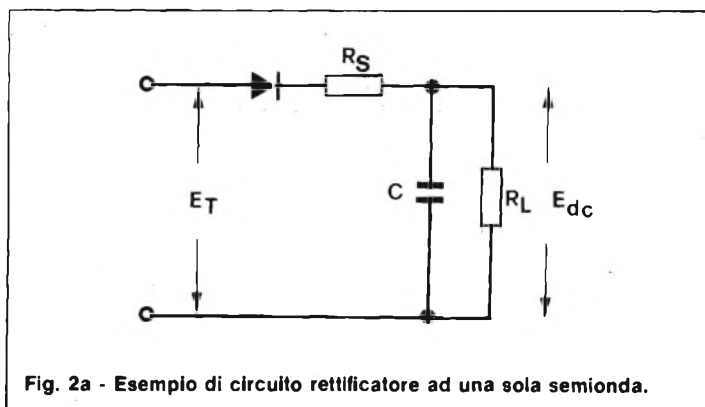 RS
ET
C
RL
Edc
Fig. 2a - Esempio di circuito rettificatore ad una sola semionda.